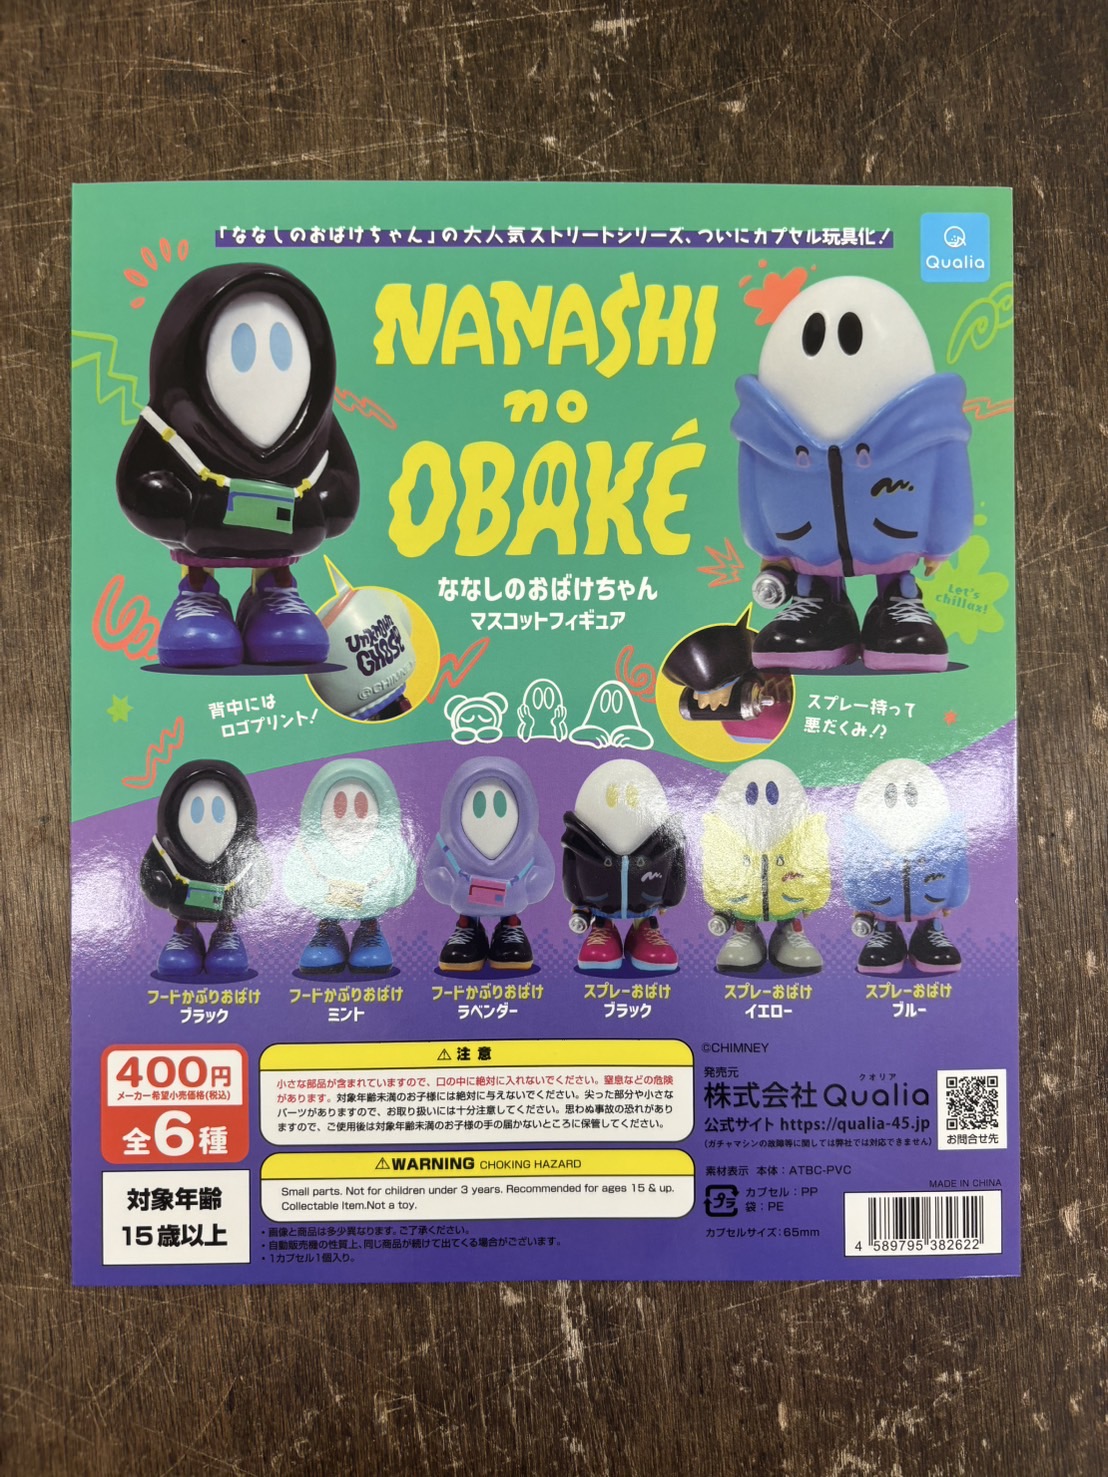 「ななしのおばけちゃん」の大人気ストリートシリーズ、ついにカプセル玩具化!
Qualia
NANASHI
no
OBAKÉ
ななしのおばけちゃん
マスコットフィギュア
Let's
chillax!
Unknown
GHOST
©CHIMNEY
背中には
ロゴプリント!
スプレー持って
悪だくみ!?
フードかぶりおばけ
ブラック
フードかぶりおばけ
ミント
フードかぶりおばけ
ラベンダー
スプレーおばけ
ブラック
スプレーおばけ
イエロー
スプレーおばけ
ブルー
400円
メーカー希望小売価格(税込)
全6種
対象年齢
15歳以上
⚠注意
小さな部品が含まれていますので、口の中に絶対に入れないでください。窒息などの危険
があります。対象年齢未満のお子様には絶対に与えないでください。尖った部分や小さな
パーツがありますので、お取り扱いには十分注意してください。思わぬ事故の恐れがあり
ますので、ご使用後は対象年齢未満のお子様の手の届かないところに保管してください。
⚠WARNING CHOKING HAZARD
Small parts. Not for children under 3 years. Recommended for ages 15 & up.
Collectable Item.Not a toy.
・画像と商品は多少異なります。ご了承ください。
・自動販売機の性質上、同じ商品が続けて出てくる場合がございます。
・1カプセル1個入り。
©CHIMNEY
発売元
クオリア
株式会社Qualia
公式サイト https://qualia-45.jp
(ガチャマシンの故障等に関しては弊社では対応できません)
お問合せ先
素材表示 本体:ATBC-PVC
プラ
カプセル:PP
袋:PE
カプセルサイズ:65mm
MADE IN CHINA
4 589795 382622